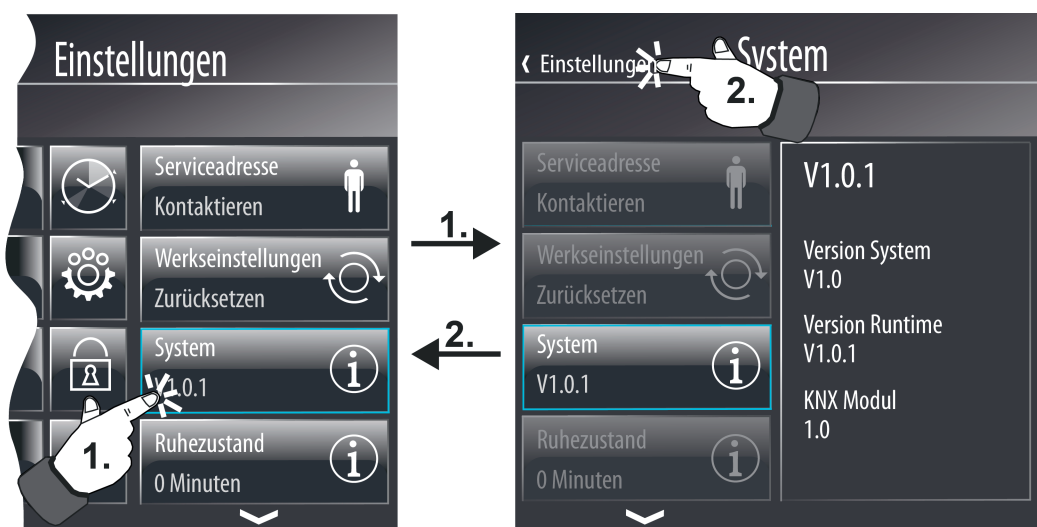 Einstellungen
Serviceadresse
Kontaktieren
Werkseinstellungen
Zurücksetzen
System
V1.0.1
Ruhezustand
0 Minuten
1.
1.
2.
Einstellungen
System
2.
Serviceadresse
Kontaktieren
Werkseinstellungen
Zurücksetzen
System
V1.0.1
Ruhezustand
0 Minuten
V1.0.1
Version System
V1.0
Version Runtime
V1.0.1
KNX Modul
1.0